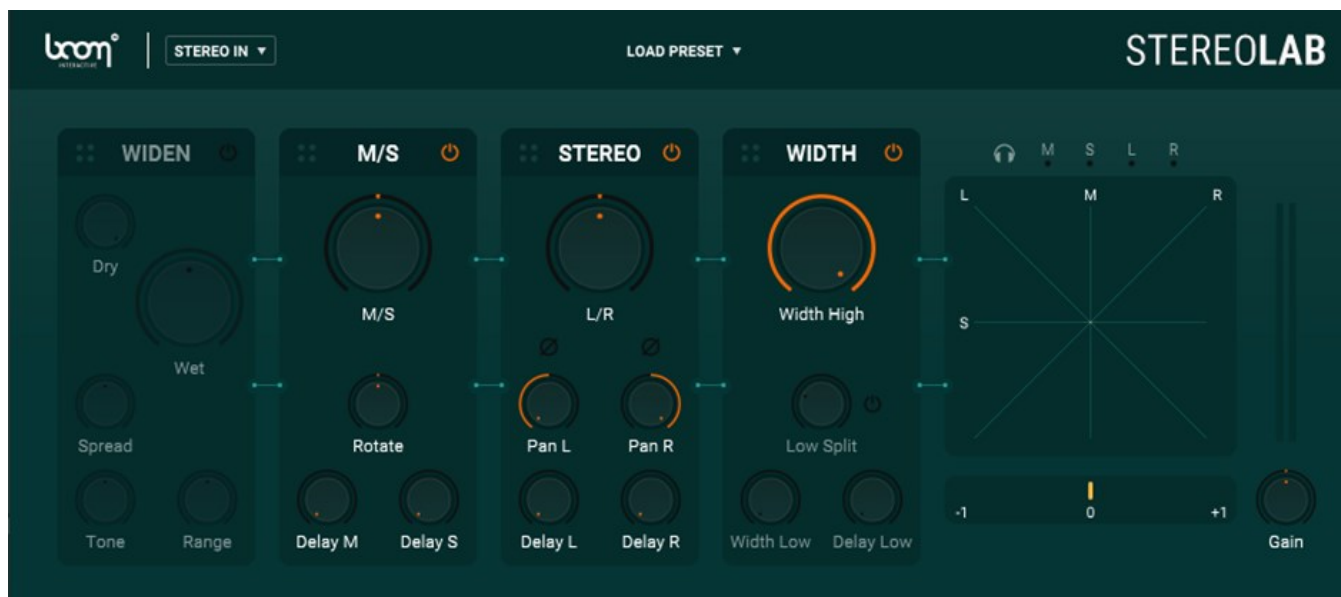 boom
INTERACTIVE
STEREO IN
LOAD PRESET
STEREOLAB
WIDEN
M/S
STEREO
WIDTH
M
S
L
R
L
M
R
S
Dry
Wet
M/S
L/R
Width High
Spread
Rotate
Pan L
Pan R
Low Split
Tone
Range
Delay M
Delay S
Delay L
Delay R
Width Low
Delay Low
-1
0
+1
Gain